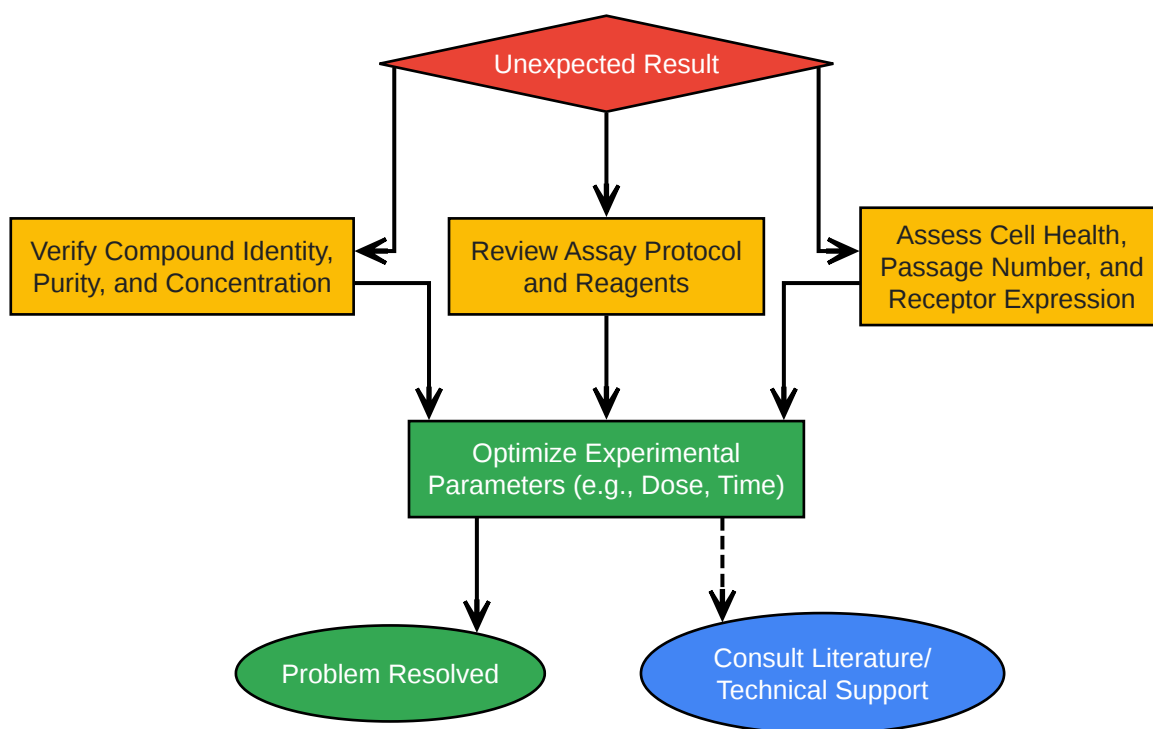 Unexpected Result
Verify Compound Identity,
Purity, and Concentration
Review Assay Protocol
and Reagents
Assess Cell Health,
Passage Number, and
Receptor Expression
Optimize Experimental
Parameters (e.g., Dose, Time)
Problem Resolved
Consult Literature/
Technical Support